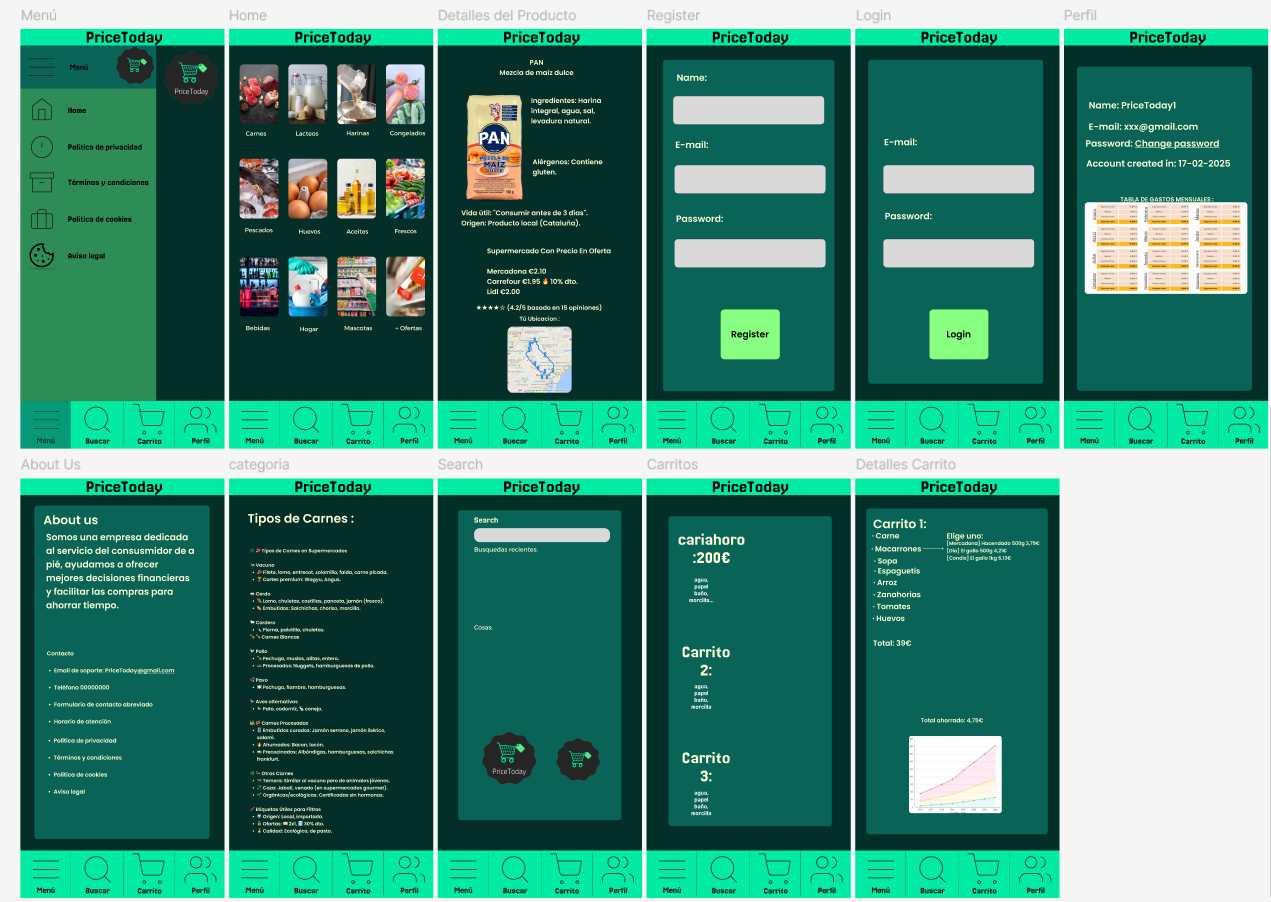 Menú
PriceToday
Menú
PriceToday
Home
Política de privacidad
Términos y condiciones
Política de cookies
Aviso legal
Menú
Buscar
Carrito
Perfil
Home
PriceToday
Carnes
Lacteos
Harinas
Congelados
Pescados
Huevos
Aceites
Frescos
Bebidas
Hogar
Mascotas
+ Ofertas
Menú
Buscar
Carrito
Perfil
Detalles del Producto
PriceToday
PAN
Mezcla de maíz dulce
PAN
MEZCLA DE
MAÍZ
DULCE
Ingredientes: Harina
integral, agua, sal,
levadura natural.
Alérgenos: Contiene
gluten.
Vida útil: "Consumir antes de 3 días".
Origen: Producto local (Cataluña).
Supermercado Con Precio En Oferta
Mercadona €2.10
Carrefour €1.95 🔥 10% dto.
Lidl €2.00
★★★★☆ (4.2/5 basado en 15 opiniones)
Tú Ubicacion :
Menú
Buscar
Carrito
Perfil
Register
PriceToday
Name:
E-mail:
Password:
Register
Menú
Buscar
Carrito
Perfil
Login
PriceToday
E-mail:
Password:
Login
Menú
Buscar
Carrito
Perfil
Perfil
PriceToday
Name: PriceToday1
E-mail: xxx@gmail.com
Password: Change password
Account created in: 17-02-2025
TABLA DE GASTOS MENSUALES :
Menú
Buscar
Carrito
Perfil
About Us
PriceToday
About us
Somos una empresa dedicada
al servicio del consumsidor de a
pié, ayudamos a ofrecer
mejores decisiones financieras
y facilitar las compras para
ahorrar tiempo.
Contacto
• Email de soporte: PriceToday@gmail.com
• Teléfono 00000000
• Formulario de contacto abreviado
• Horario de atención
• Política de privacidad
• Términos y condiciones
• Política de cookies
• Aviso legal
Menú
Buscar
Carrito
Perfil
categoria
PriceToday
Tipos de Carnes :
Tipos de Carnes en Supermercados
Vacuno
• Filete, lomo, entrecot, solomillo, falda, carne picada.
• Cortes premium: Wagyu, Angus.
Cerdo
• Lomo, chuletas, costillas, panceta, jamón (fresco).
• Embutidos: Salchichas, chorizo, morcilla.
Cordero
• Pierna, paletilla, chuletas.
• Carnes Blancas
Pollo
• Pechuga, muslos, alitas, entero.
• Procesados: Nuggets, hamburguesas de pollo.
Pavo
• Pechuga, fiambre, hamburguesas.
Aves alternativas
• Pato, codorniz, conejo.
Carnes Procesadas
• Embutidos curados: Jamón serrano, jamón ibérico,
salami.
• Ahumados: Bacon, lacón.
• Precocinados: Albóndigas, hamburguesas, salchichas
frankfurt.
Otras Carnes
• Ternera: Similar al vacuno pero de animales jóvenes.
• Caza: Jabalí, venado (en supermercados gourmet).
• Orgánicas/ecológicas: Certificadas sin hormonas.
Etiquetas Útiles para Filtros
• Origen: Local, importado.
• Ofertas: 2x1, 30% dto.
• Calidad: Ecológico, de pasto.
Menú
Buscar
Carrito
Perfil
Search
PriceToday
Search
Busquedas recientes:
Cosas:
PriceToday
Menú
Buscar
Carrito
Perfil
Carritos
PriceToday
cariahoro
:200€
agua,
papel
baño,
morcilla...
Carrito
2:
agua,
papel
baño,
morcilla
Carrito
3:
agua,
papel
baño,
morcilla
Menú
Buscar
Carrito
Perfil
Detalles Carrito
PriceToday
Carrito 1:
· Carne
· Macarrones
· Sopa
· Espaguetis
· Arroz
· Zanahorias
· Tomates
· Huevos
Elige uno:
[Mercadona] Hacendado 500g 3,79€
[Dia] El gallo 500g 4,21€
[Condis] El gallo 1kg 6,13€
Total: 39€
Total ahorrado: 4,75€
Menú
Buscar
Carrito
Perfil